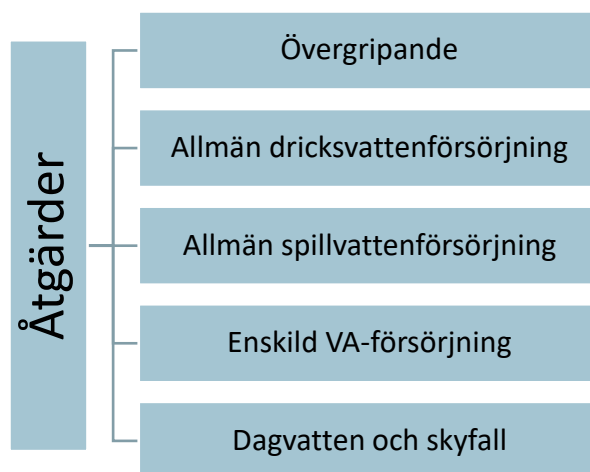 Åtgärder
Övergripande
Allmän dricksvattenförsörjning
Allmän spillvattenförsörjning
Enskild VA-försörjning
Dagvatten och skyfall